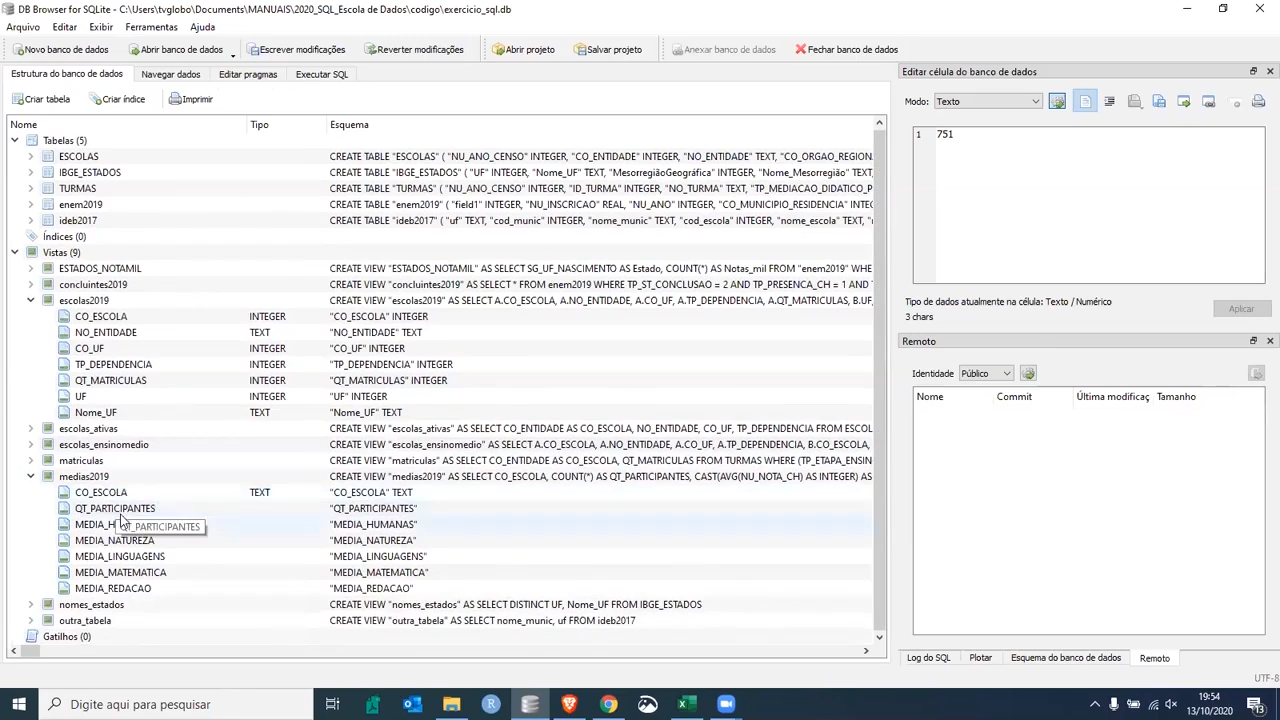 DB Browser for SQLite - C:\Users\tvglobo\Documents\MANUAIS\2020_SQL_Escola de Dados\codigo\exercicio_sql.db
Arquivo Editar Exibir Ferramentas Ajuda
Novo banco de dados Abrir banco de dados Escrever modificações Reverter modificações Abrir projeto Salvar projeto Anexar banco de dados Fechar banco de dados
Estrutura do banco de dados Navegar dados Editar pragmas Executar SQL
Criar tabela Criar índice Imprimir
Nome Tipo Esquema
Tabelas (5)
ESCOLAS CREATE TABLE "ESCOLAS" ( "NU_ANO_CENSO" INTEGER, "CO_ENTIDADE" INTEGER, "NO_ENTIDADE" TEXT, "CO_ORGAO_REGION
IBGE_ESTADOS CREATE TABLE "IBGE_ESTADOS" ( "UF" INTEGER, "Nome_UF" TEXT, "MesorregiãoGeográfica" INTEGER, "Nome_Mesorregião" TEXT,
TURMAS CREATE TABLE "TURMAS" ( "NU_ANO_CENSO" INTEGER, "ID_TURMA" INTEGER, "NO_TURMA" TEXT, "TP_MEDIACAO_DIDATICO_P
enem2019 CREATE TABLE "enem2019" ( "field1" INTEGER, "NU_INSCRICAO" REAL, "NU_ANO" INTEGER, "CO_MUNICIPIO_RESIDENCIA" INTEG
ideb2017 CREATE TABLE "ideb2017" ( "uf" TEXT, "cod_munic" INTEGER, "nome_munic" TEXT, "cod_escola" INTEGER, "nome_escola" TEXT, "r
Índices (0)
Vistas (9)
ESTADOS_NOTAMIL CREATE VIEW "ESTADOS_NOTAMIL" AS SELECT SG_UF_NASCIMENTO AS Estado, COUNT(*) AS Notas_mil FROM "enem2019" WHE
concluintes2019 CREATE VIEW "concluintes2019" AS SELECT * FROM enem2019 WHERE TP_ST_CONCLUSAO = 2 AND TP_PRESENCA_CH = 1 AND T
escolas2019 CREATE VIEW "escolas2019" AS SELECT A.CO_ESCOLA, A.NO_ENTIDADE, A.CO_UF, A.TP_DEPENDENCIA, A.QT_MATRICULAS, B.UF,
CO_ESCOLA INTEGER "CO_ESCOLA" INTEGER
NO_ENTIDADE TEXT "NO_ENTIDADE" TEXT
CO_UF INTEGER "CO_UF" INTEGER
TP_DEPENDENCIA INTEGER "TP_DEPENDENCIA" INTEGER
QT_MATRICULAS INTEGER "QT_MATRICULAS" INTEGER
UF INTEGER "UF" INTEGER
Nome_UF TEXT "Nome_UF" TEXT
escolas_ativas CREATE VIEW "escolas_ativas" AS SELECT CO_ENTIDADE AS CO_ESCOLA, NO_ENTIDADE, CO_UF, TP_DEPENDENCIA FROM ESCOL
escolas_ensinomedio CREATE VIEW "escolas_ensinomedio" AS SELECT A.CO_ESCOLA, A.NO_ENTIDADE, A.CO_UF, A.TP_DEPENDENCIA, B.CO_ESCOLA,
matriculas CREATE VIEW "matriculas" AS SELECT CO_ENTIDADE AS CO_ESCOLA, QT_MATRICULAS FROM TURMAS WHERE (TP_ETAPA_ENSIN
medias2019 CREATE VIEW "medias2019" AS SELECT CO_ESCOLA, COUNT(*) AS QT_PARTICIPANTES, CAST(AVG(NU_NOTA_CH) AS INTEGER) AS
CO_ESCOLA TEXT "CO_ESCOLA" TEXT
QT_PARTICIPANTES "QT_PARTICIPANTES"
MEDIA_H QT_PARTICIPANTES "MEDIA_HUMANAS"
MEDIA_NATUREZA "MEDIA_NATUREZA"
MEDIA_LINGUAGENS "MEDIA_LINGUAGENS"
MEDIA_MATEMATICA "MEDIA_MATEMATICA"
MEDIA_REDACAO "MEDIA_REDACAO"
nomes_estados CREATE VIEW "nomes_estados" AS SELECT DISTINCT UF, Nome_UF FROM IBGE_ESTADOS
outra_tabela CREATE VIEW "outra_tabela" AS SELECT nome_munic, uf FROM ideb2017
Gatilhos (0)
Editar célula do banco de dados
Modo: Texto
1 751
Tipo de dados atualmente na célula: Texto / Numérico
3 chars
Aplicar
Remoto
Identidade Público
Nome Commit Última modificaç Tamanho
Log do SQL Plotar Esquema do banco de dados Remoto
UTF-8
Digite aqui para pesquisar
R
19:54
13/10/2020
13